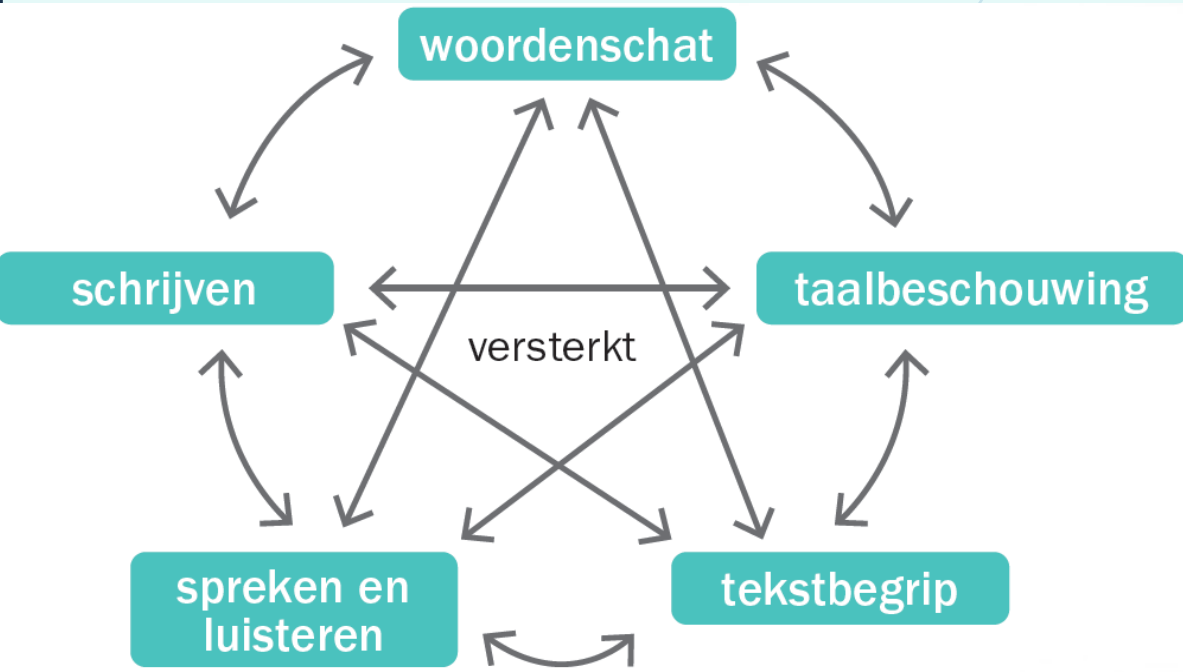 woordenschat
schrijven
taalbeschouwing
versterkt
spreken en
luisteren
tekstbegrip